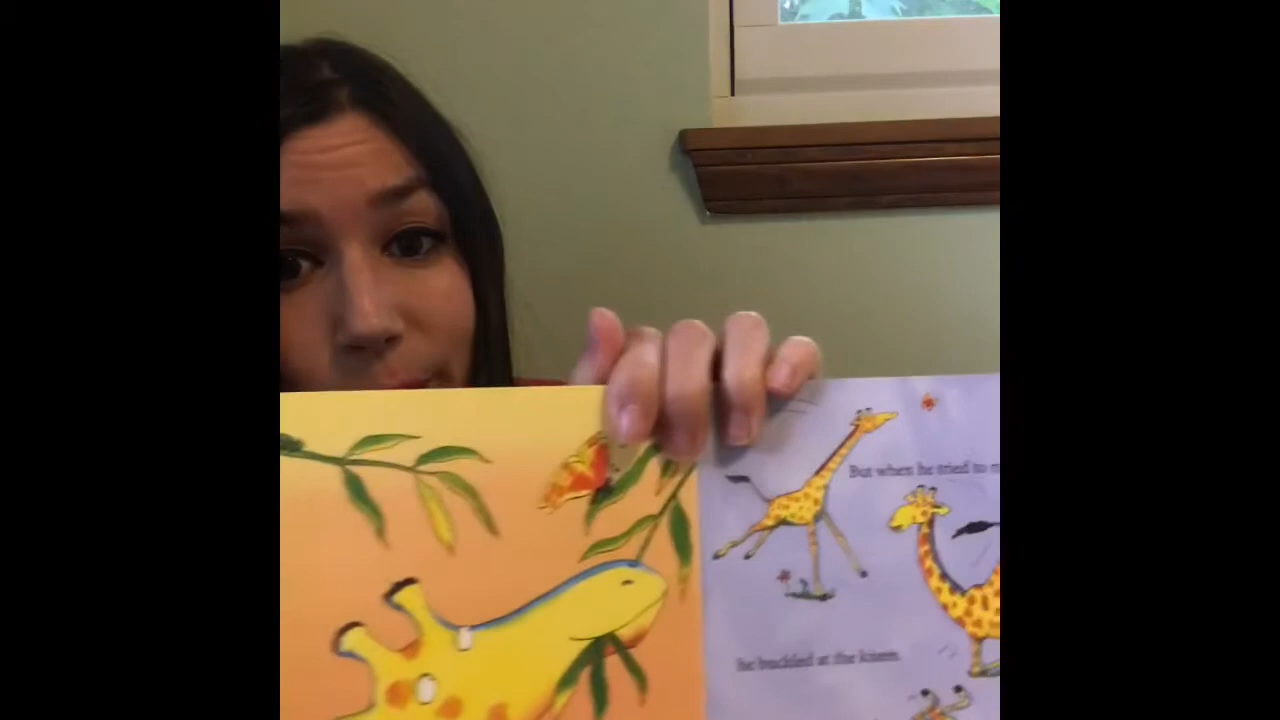 But when he tried to
he buckled at the knees.